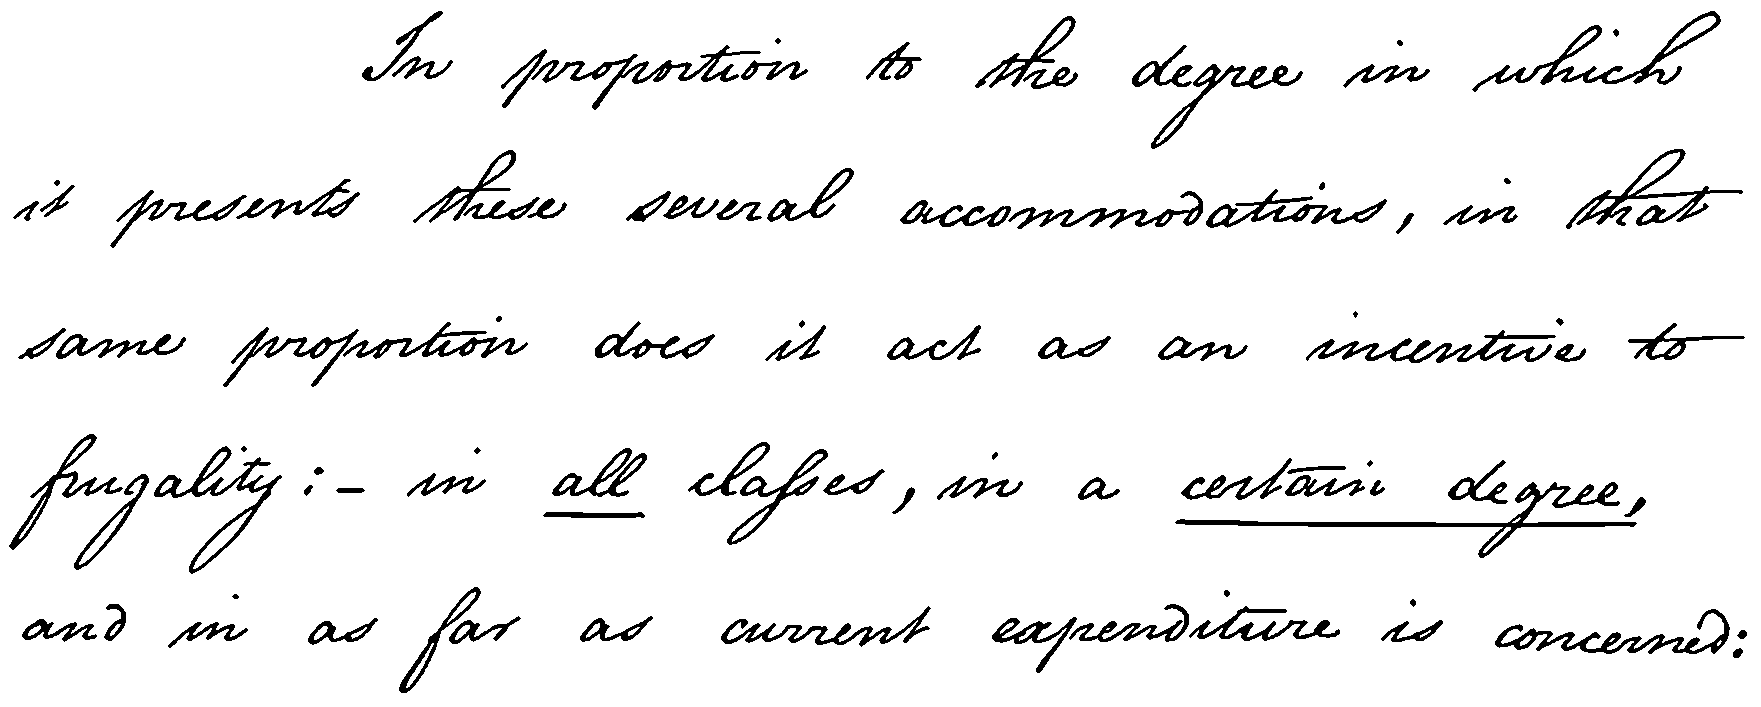 In proportion to the degree in which
it presents these several accommodations, in that
same proportion does it act as an incentive to
frugality:- in all claſses, in a certain degree,
and in as far as current expenditure is concerned: